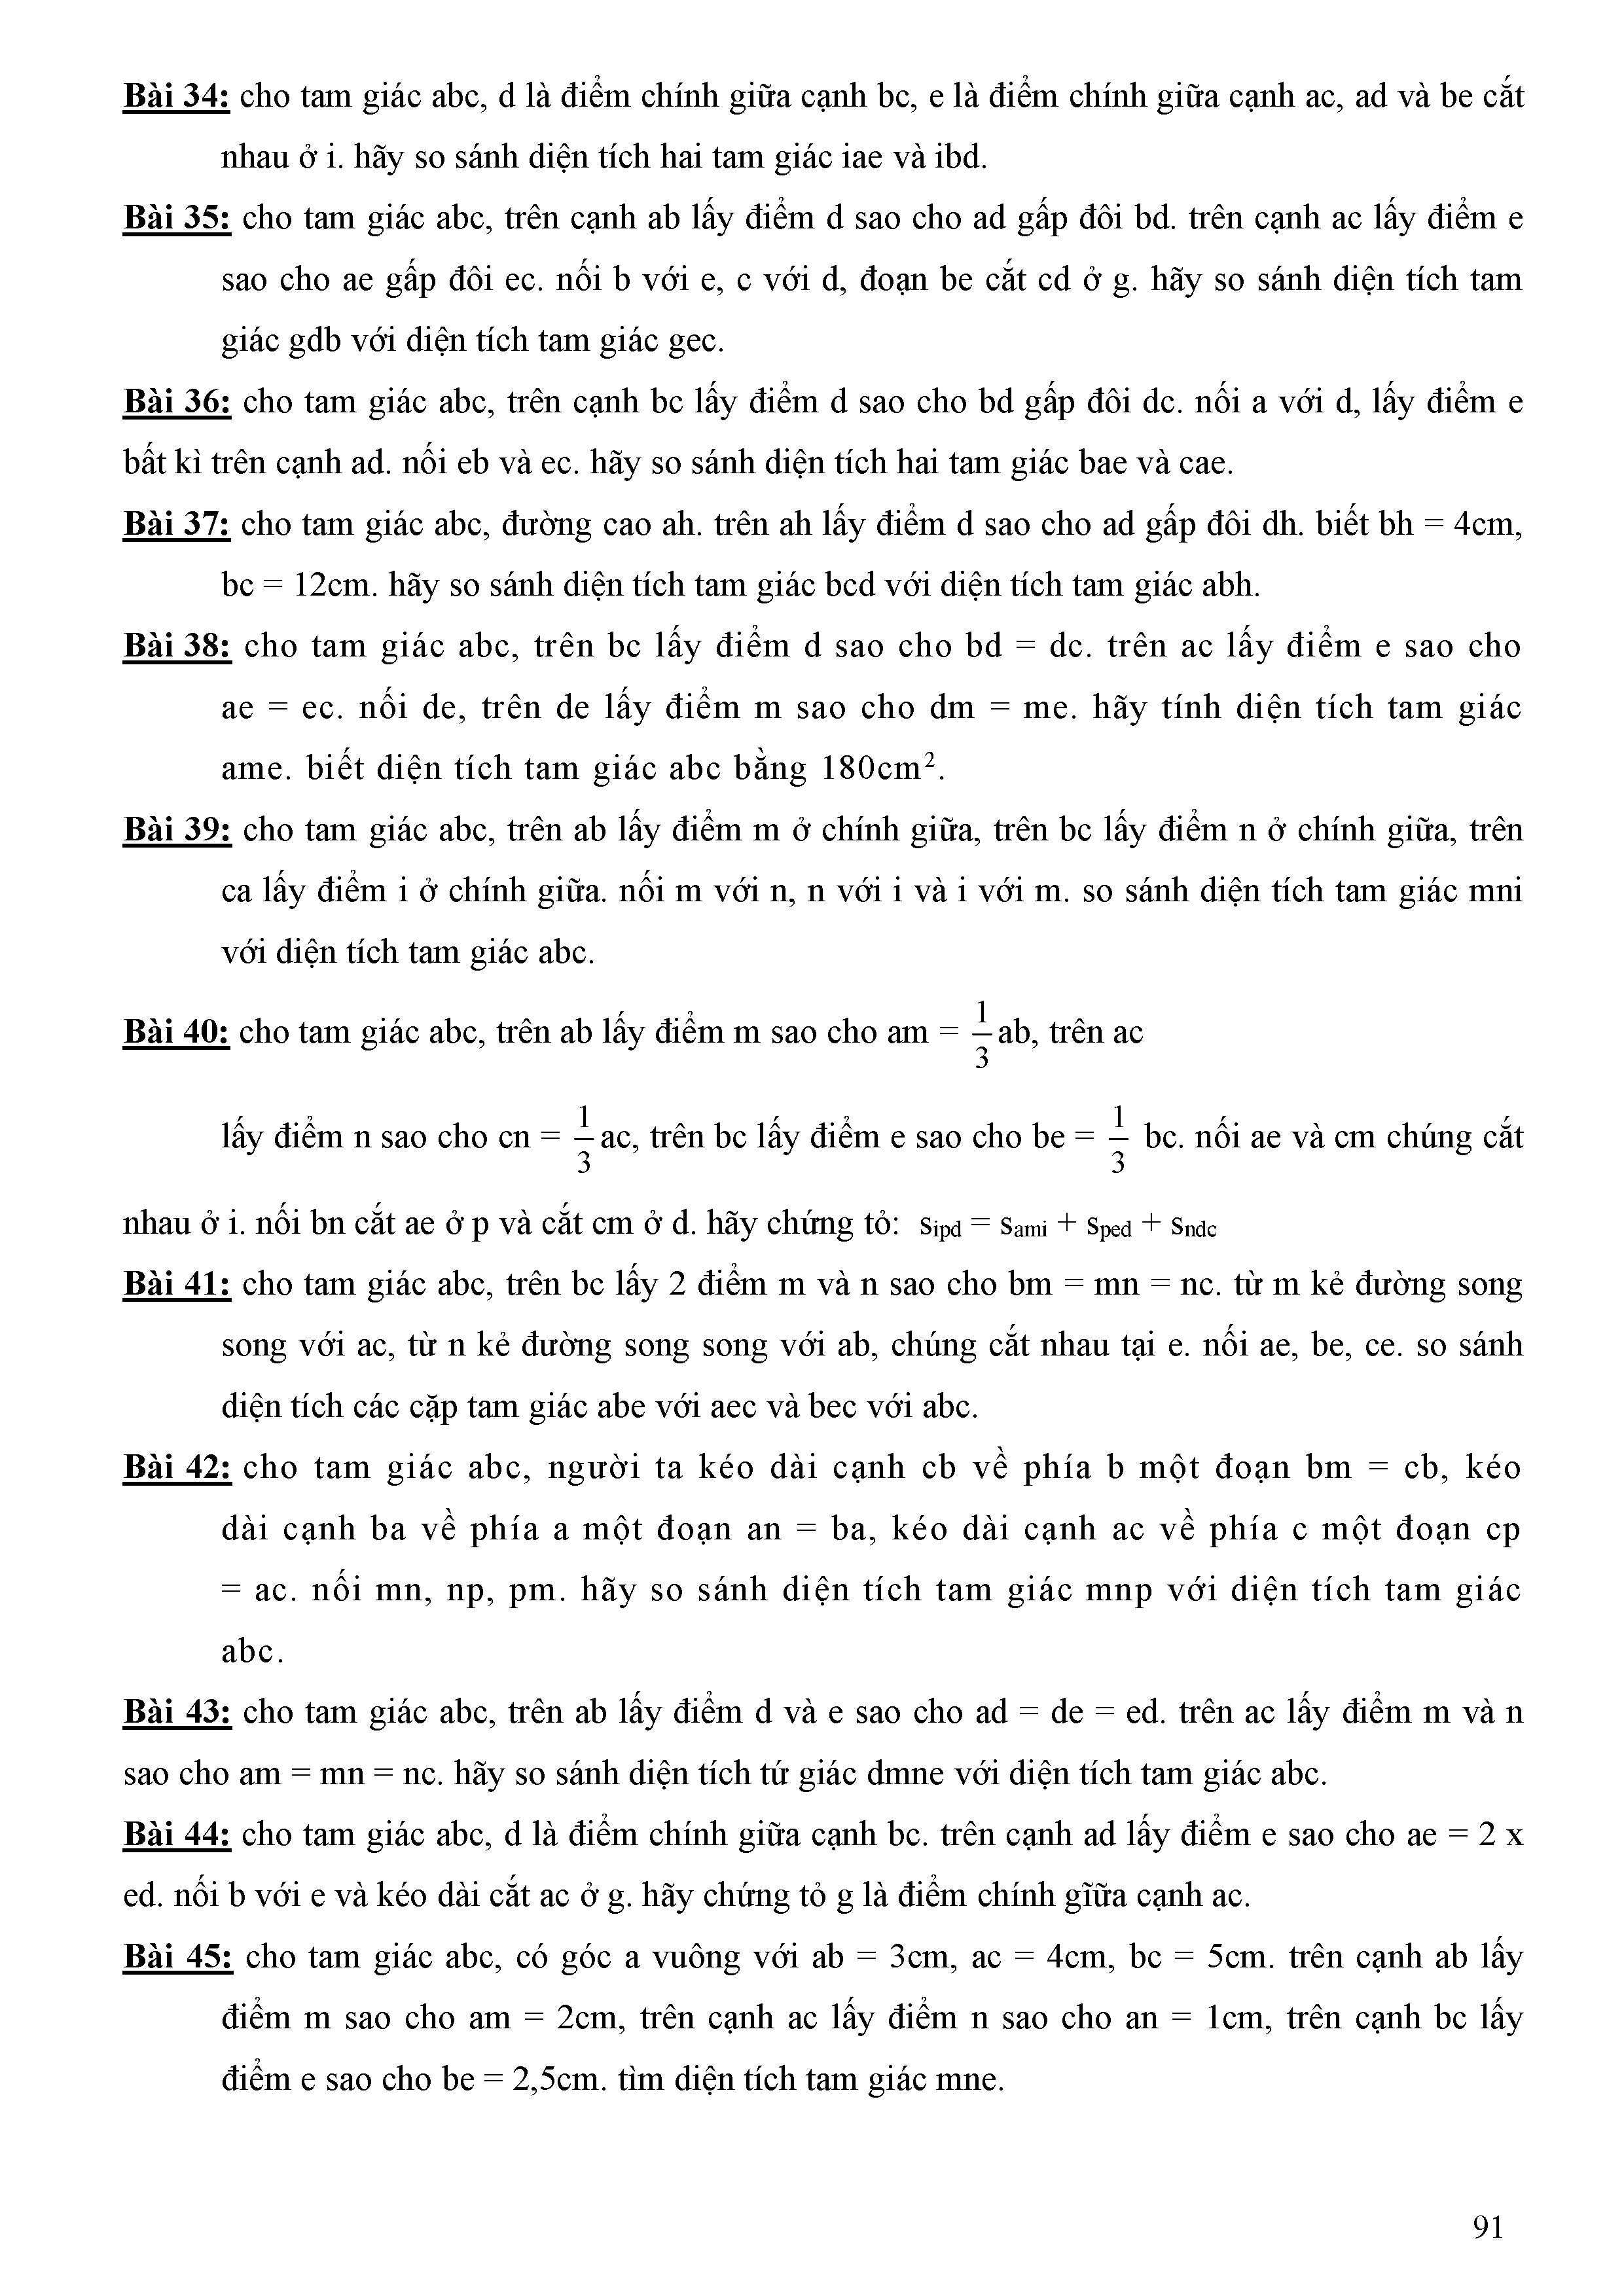 Bài 34: cho tam giác abc, d là điểm chính giữa cạnh bc, e là điểm chính giữa cạnh ac, ad và be cắt
nhau ở i. hãy so sánh diện tích hai tam giác iae và ibd.
Bài 35: cho tam giác abc, trên cạnh ab lấy điểm d sao cho ad gấp đôi bd. trên cạnh ac lấy điểm e
sao cho ae gấp đôi ec. nối b với e, c với d, đoạn be cắt cd ở g. hãy so sánh diện tích tam
giác gdb với diện tích tam giác gec.
Bài 36: cho tam giác abc, trên cạnh bc lấy điểm d sao cho bd gấp đôi dc. nối a với d, lấy điểm e
bất kì trên cạnh ad. nối eb và ec. hãy so sánh diện tích hai tam giác bae và cae.
Bài 37: cho tam giác abc, đường cao ah. trên ah lấy điểm d sao cho ad gấp đôi dh. biết bh = 4cm,
bc = 12cm. hãy so sánh diện tích tam giác bcd với diện tích tam giác abh.
Bài 38: cho tam giác abc, trên bc lấy điểm d sao cho bd = dc. trên ac lấy điểm e sao cho
ae = ec. nối de, trên de lấy điểm m sao cho dm = me. hãy tính diện tích tam giác
ame. biết diện tích tam giác abc bằng 180cm².
Bài 39: cho tam giác abc, trên ab lấy điểm m ở chính giữa, trên bc lấy điểm n ở chính giữa, trên
ca lấy điểm i ở chính giữa. nối m với n, n với i và i với m. so sánh diện tích tam giác mni
với diện tích tam giác abc.
Bài 40: cho tam giác abc, trên ab lấy điểm m sao cho am = 1/3 ab, trên ac
lấy điểm n sao cho cn = 1/3 ac, trên bc lấy điểm e sao cho be = 1/3 bc. nối ae và cm chúng cắt
nhau ở i. nối bn cắt ae ở p và cắt cm ở d. hãy chứng tỏ: sipd = sami + sped + sndc
Bài 41: cho tam giác abc, trên bc lấy 2 điểm m và n sao cho bm = mn = nc. từ m kẻ đường song
song với ac, từ n kẻ đường song song với ab, chúng cắt nhau tại e. nối ae, be, ce. so sánh
diện tích các cặp tam giác abe với aec và bec với abc.
Bài 42: cho tam giác abc, người ta kéo dài cạnh cb về phía b một đoạn bm = cb, kéo
dài cạnh ba về phía a một đoạn an = ba, kéo dài cạnh ac về phía c một đoạn cp
= ac. nối mn, np, pm. hãy so sánh diện tích tam giác mnp với diện tích tam giác
abc.
Bài 43: cho tam giác abc, trên ab lấy điểm d và e sao cho ad = de = ed. trên ac lấy điểm m và n
sao cho am = mn = nc. hãy so sánh diện tích tứ giác dmne với diện tích tam giác abc.
Bài 44: cho tam giác abc, d là điểm chính giữa cạnh bc. trên cạnh ad lấy điểm e sao cho ae = 2 x
ed. nối b với e và kéo dài cắt ac ở g. hãy chứng tỏ g là điểm chính gĩữa cạnh ac.
Bài 45: cho tam giác abc, có góc a vuông với ab = 3cm, ac = 4cm, bc = 5cm. trên cạnh ab lấy
điểm m sao cho am = 2cm, trên cạnh ac lấy điểm n sao cho an = 1cm, trên cạnh bc lấy
điểm e sao cho be = 2,5cm. tìm diện tích tam giác mne.
91